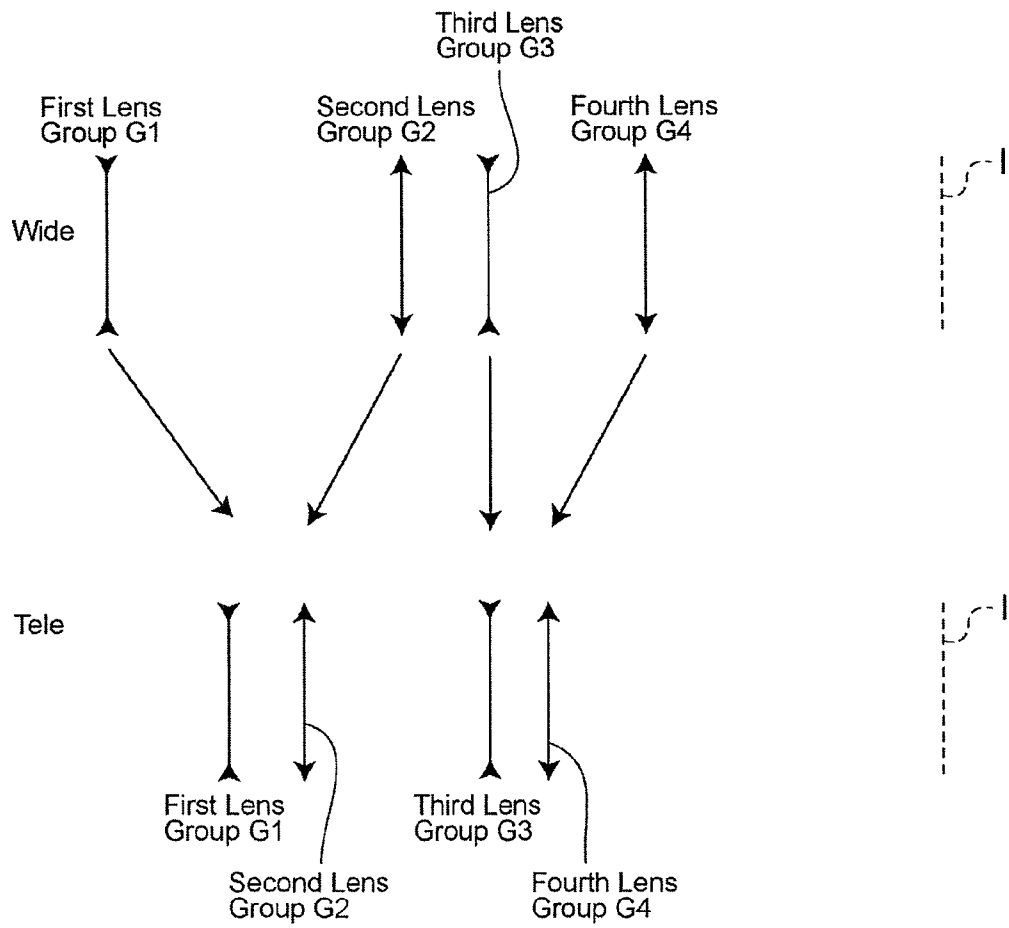 Third Lens
Group G3
First Lens
Group G1
Second Lens
Group G2
Fourth Lens
Group G4
I
Wide
Tele
I
First Lens
Group G1
Third Lens
Group G3
Second Lens
Group G2
Fourth Lens
Group G4